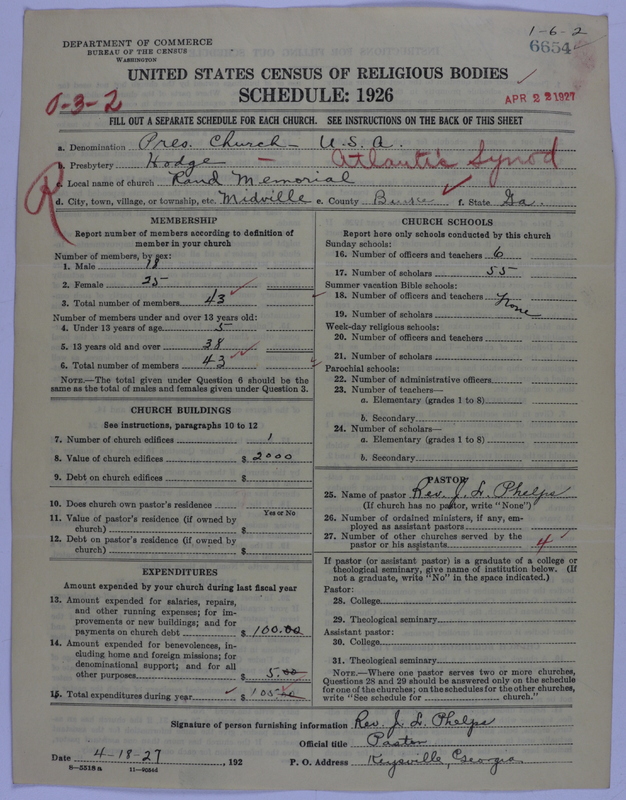 1-6-2
DEPARTMENT OF COMMERCE
BUREAU OF THE CENSUS
WASHINGTON
6654
UNITED STATES CENSUS OF RELIGIOUS BODIES
SCHEDULE: 1926
0-3-2
APR 22 1927
FILL OUT A SEPARATE SCHEDULE FOR EACH CHURCH. SEE INSTRUCTIONS ON THE BACK OF THIS SHEET
a. Denomination Pres. Church - U.S.A.
b. Presbytery Hodge - Atlantic Synod
R
c. Local name of church Rand Memorial
d. City, town, village, or township, etc. Midville e. County Burke f. State Ga.
MEMBERSHIP
Report number of members according to definition of
member in your church
Number of members, by sex:
1. Male 18
2. Female 25
3. Total number of members 43
Number of members under and over 13 years old:
4. Under 13 years of age 5
5. 13 years old and over 38
6. Total number of members 43
NOTE.—The total given under Question 6 should be the
same as the total of males and females given under Question 3.
CHURCH BUILDINGS
See instructions, paragraphs 10 to 12
7. Number of church edifices 1
8. Value of church edifices $ 2000
9. Debt on church edifices $
10. Does church own pastor's residence
Yes or No
11. Value of pastor's residence (if owned by
church) $
12. Debt on pastor's residence (if owned by
church) $
EXPENDITURES
Amount expended by your church during last fiscal year
13. Amount expended for salaries, repairs,
and other running expenses; for im-
provements or new buildings; and for
payments on church debt $ 100.00
14. Amount expended for benevolences, in-
cluding home and foreign missions; for
denominational support; and for all
other purposes $ 5.00
15. Total expenditures during year $ 105.00
CHURCH SCHOOLS
Report here only schools conducted by this church
Sunday schools:
16. Number of officers and teachers 6
17. Number of scholars 55
Summer vacation Bible schools:
18. Number of officers and teachers None
19. Number of scholars
Week-day religious schools:
20. Number of officers and teachers
21. Number of scholars
Parochial schools:
22. Number of administrative officers
23. Number of teachers—
a. Elementary (grades 1 to 8)
b. Secondary
24. Number of scholars—
a. Elementary (grades 1 to 8)
b. Secondary
PASTOR
25. Name of pastor Rev. J. L. Phelps
(If church has no pastor, write "None")
26. Number of ordained ministers, if any, em-
ployed as assistant pastors
27. Number of other churches served by the
pastor or his assistants 4
If pastor (or assistant pastor) is a graduate of a college or
theological seminary, give name of institution below. (If
not a graduate, write "No" in the space indicated.)
Pastor:
28. College
29. Theological seminary
Assistant pastor:
30. College
31. Theological seminary
NOTE.—Where one pastor serves two or more churches,
Questions 28 and 29 should be answered only on the schedule
for one of the churches; on the schedules for the other churches,
write "See schedule for church."
Signature of person furnishing information Rev. J. L. Phelps
Official title Pastor
Date 4-18-27, 192
P. O. Address Keysville, Georgia
8—5518 a